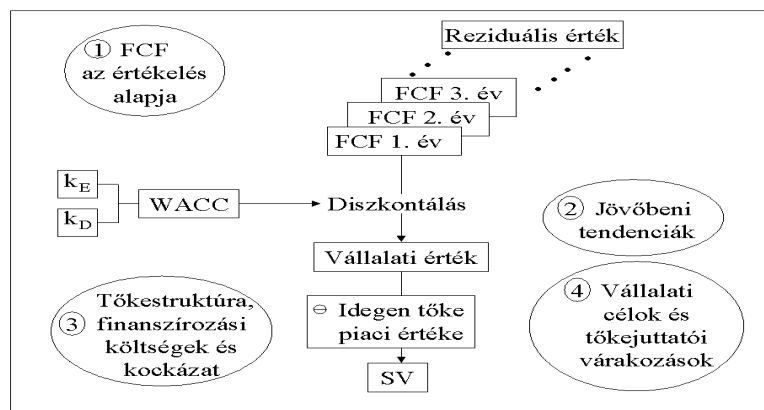 1 FCF
az értékelés
alapja
Reziduális érték
FCF 3. év
FCF 2. év
FCF 1. év
kE
kD
WACC
Diszkontálás
2 Jövőbeni
tendenciák
Vállalati érték
3 Tőkestruktúra,
finanszírozási
költségek és
kockázat
⊖ Idegen tőke
piaci értéke
SV
4 Vállalati
célok és
tőkejuttatói
várakozások